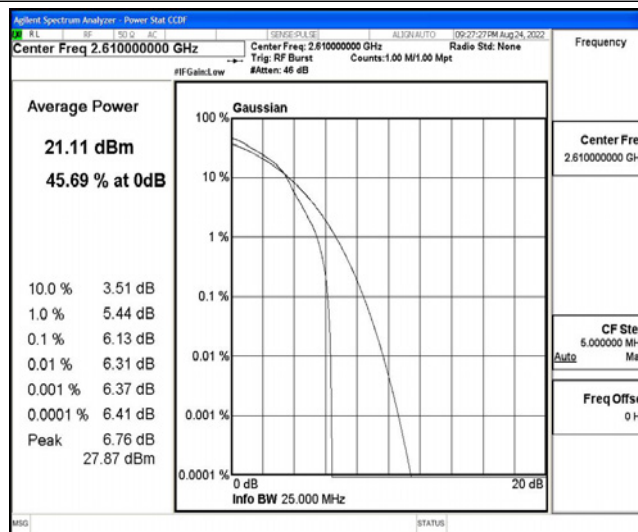 Agilent Spectrum Analyzer - Power Stat CCDF
RL RF 50 Ω AC SENSE:PULSE ALIGNAUTO 09:27:27PM Aug 24, 2022
Center Freq 2.610000000 GHz
Center Freq: 2.610000000 GHz Radio Std: None
Trig: RF Burst Counts:1.00 M/1.00 Mpt
#IFGain:Low #Atten: 46 dB
Frequency
Average Power
21.11 dBm
45.69 % at 0dB
10.0 % 3.51 dB
1.0 % 5.44 dB
0.1 % 6.13 dB
0.01 % 6.31 dB
0.001 % 6.37 dB
0.0001 % 6.41 dB
Peak 6.76 dB
27.87 dBm
Gaussian
100 %
10 %
1 %
0.1 %
0.01 %
0.001 %
0.0001 %
0 dB 20 dB
Info BW 25.000 MHz
Center Fre
2.610000000 GH
CF Ste
5.000000 MH
Auto Ma
Freq Offse
0 H
MSG STATUS